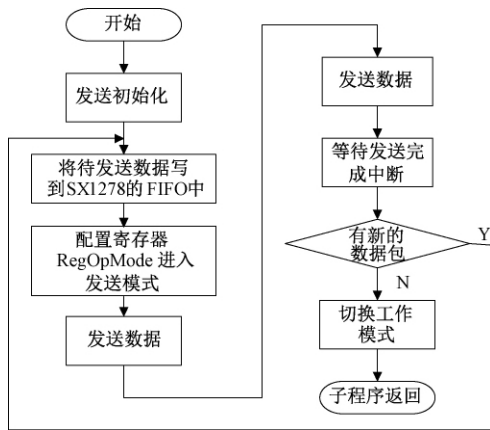 开始
发送初始化
将待发送数据写
到SX1278的 FIFO中
配置寄存器
RegOpMode 进入
发送模式
发送数据
发送数据
等待发送完
成中断
有新的
数据包
Y
N
切换工作
模式
子程序返回